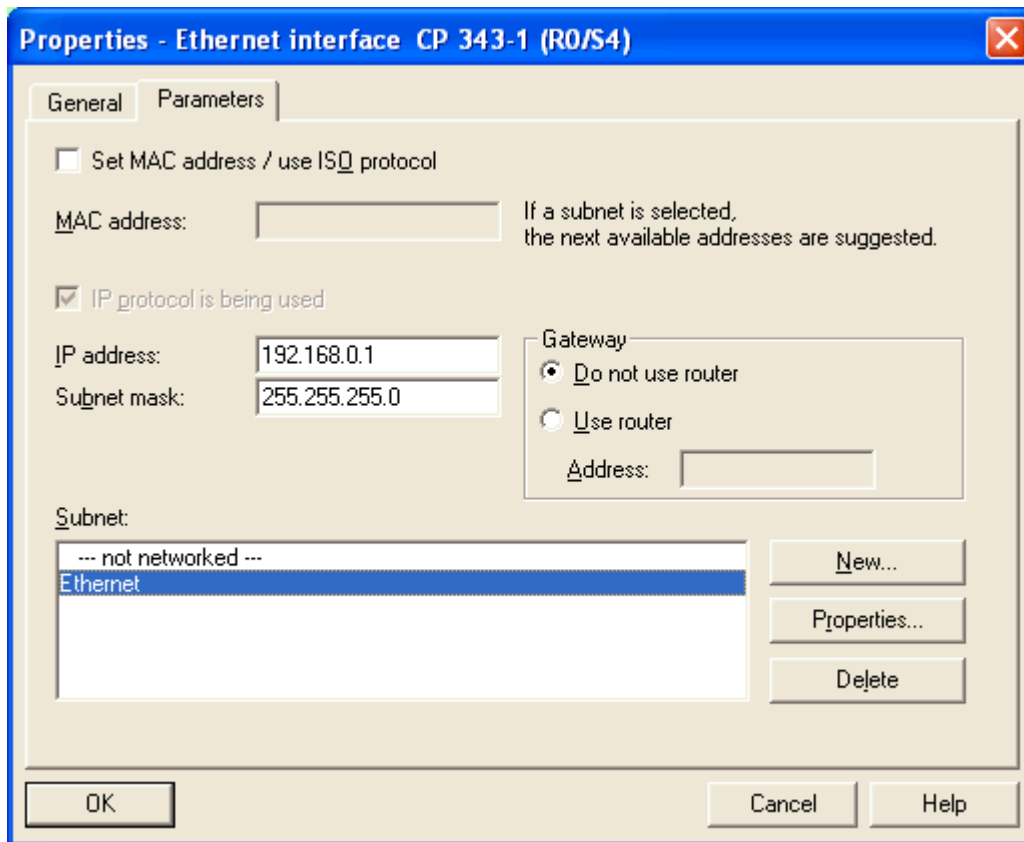 Properties - Ethernet interface CP 343-1 (R0/S4)
General
Parameters
Set MAC address / use ISO protocol
MAC address:
If a subnet is selected,
the next available addresses are suggested.
IP protocol is being used
IP address:
192.168.0.1
Subnet mask:
255.255.255.0
Gateway
Do not use router
Use router
Address:
Subnet:
--- not networked ---
Ethernet
New...
Properties...
Delete
OK
Cancel
Help